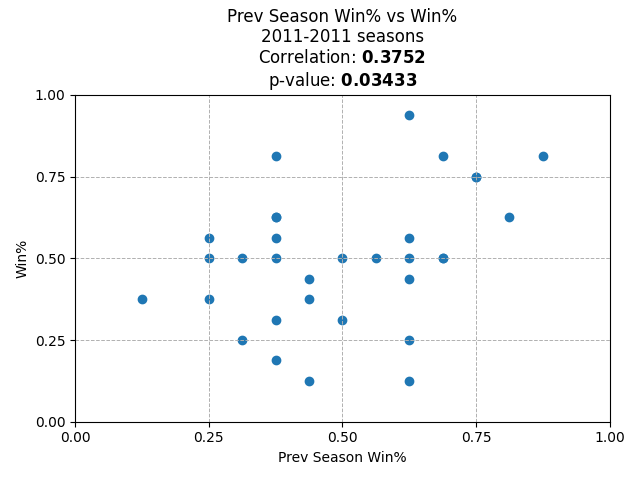 Prev Season Win% vs Win%
2011-2011 seasons
Correlation: 0.3752
p-value: 0.03433
1.00
0.75
Win%
0.50
0.25
0.00
0.00 0.25 0.50 0.75 1.00
Prev Season Win%